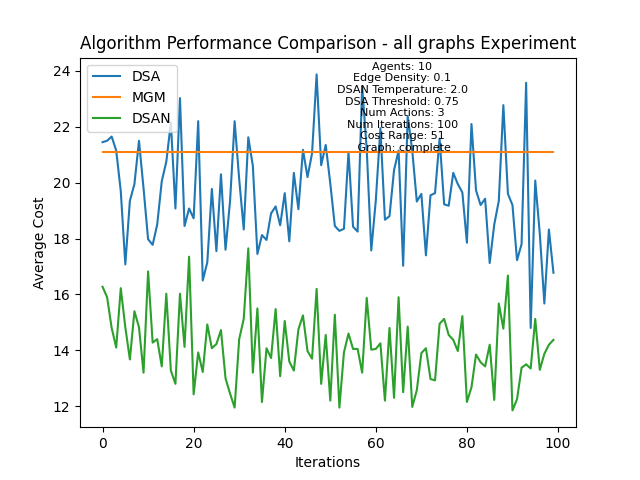 Algorithm Performance Comparison - all graphs Experiment
DSA
MGM
DSAN
Agents: 10
Edge Density: 0.1
DSAN Temperature: 2.0
DSA Threshold: 0.75
Num Actions: 3
Num Iterations: 100
Cost Range: 51
Graph: complete
Average Cost
24
22
20
18
16
14
12
0
20
40
60
80
100
Iterations